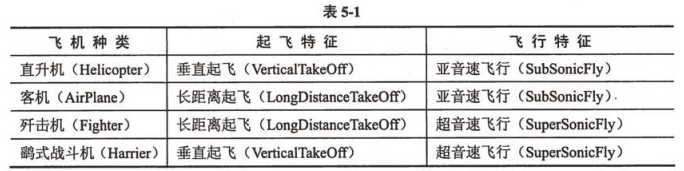 表 5-1
飞机种类 起飞特征 飞行特征
直升机（Helicopter） 垂直起飞（VerticalTakeOff） 亚音速飞行（SubSonicFly）
客机（AirPlane） 长距离起飞（LongDistanceTakeOff） 亚音速飞行（SubSonicFly）
歼击机（Fighter） 长距离起飞（LongDistanceTakeOff） 超音速飞行（SuperSonicFly）
鹞式战斗机（Harrier） 垂直起飞（VerticalTakeOff） 超音速飞行（SuperSonicFly）